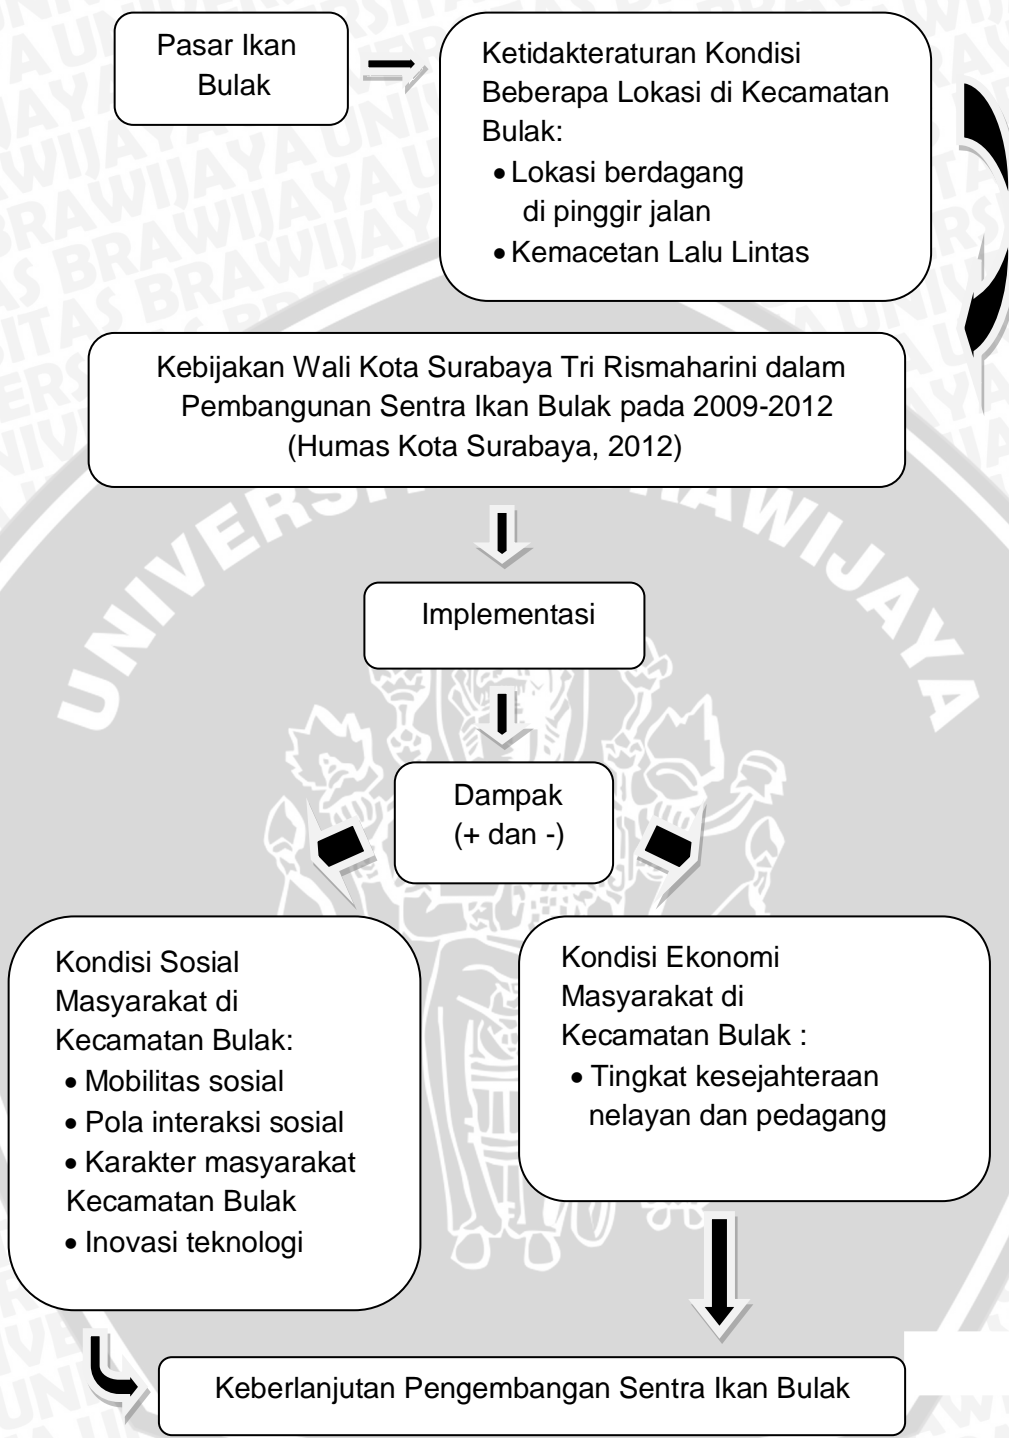 Pasar Ikan
Bulak
Ketidakteraturan Kondisi
Beberapa Lokasi di Kecamatan
Bulak:
• Lokasi berdagang
di pinggir jalan
• Kemacetan Lalu Lintas
Kebijakan Wali Kota Surabaya Tri Rismaharini dalam
Pembangunan Sentra Ikan Bulak pada 2009-2012
(Humas Kota Surabaya, 2012)
UNIVERSITAS BRAWIJAYA
Implementasi
Dampak
(+ dan -)
Kondisi Sosial
Masyarakat di
Kecamatan Bulak:
• Mobilitas sosial
• Pola interaksi sosial
• Karakter masyarakat
Kecamatan Bulak
• Inovasi teknologi
Kondisi Ekonomi
Masyarakat di
Kecamatan Bulak :
• Tingkat kesejahteraan
nelayan dan pedagang
Keberlanjutan Pengembangan Sentra Ikan Bulak